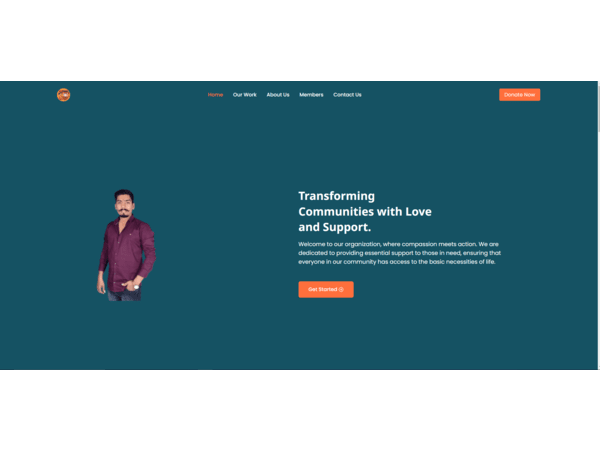 Home Our Work About Us Members Contact Us Donate Now
Transforming
Communities with Love
and Support.
Welcome to our organization, where compassion meets action. We are
dedicated to providing essential support to those in need, ensuring that
everyone in our community has access to the basic necessities of life.
Get Started